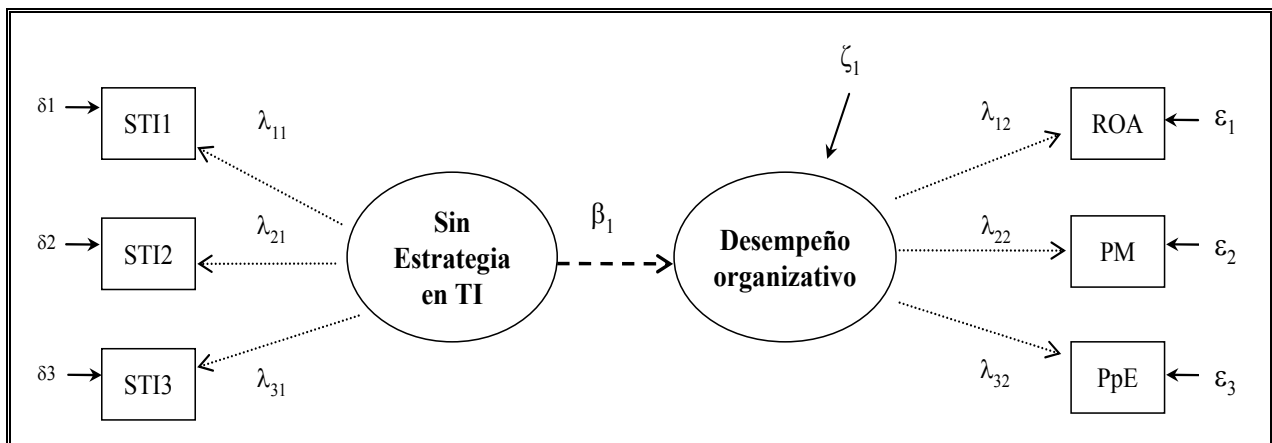 ζ₁
δ1
STI1
λ₁₁
λ₁₂
ROA
ε₁
δ2
STI2
λ₂₁
Sin
Estrategia
en TI
β₁
Desempeño
organizativo
λ₂₂
PM
ε₂
δ3
STI3
λ₃₁
λ₃₂
PpE
ε₃